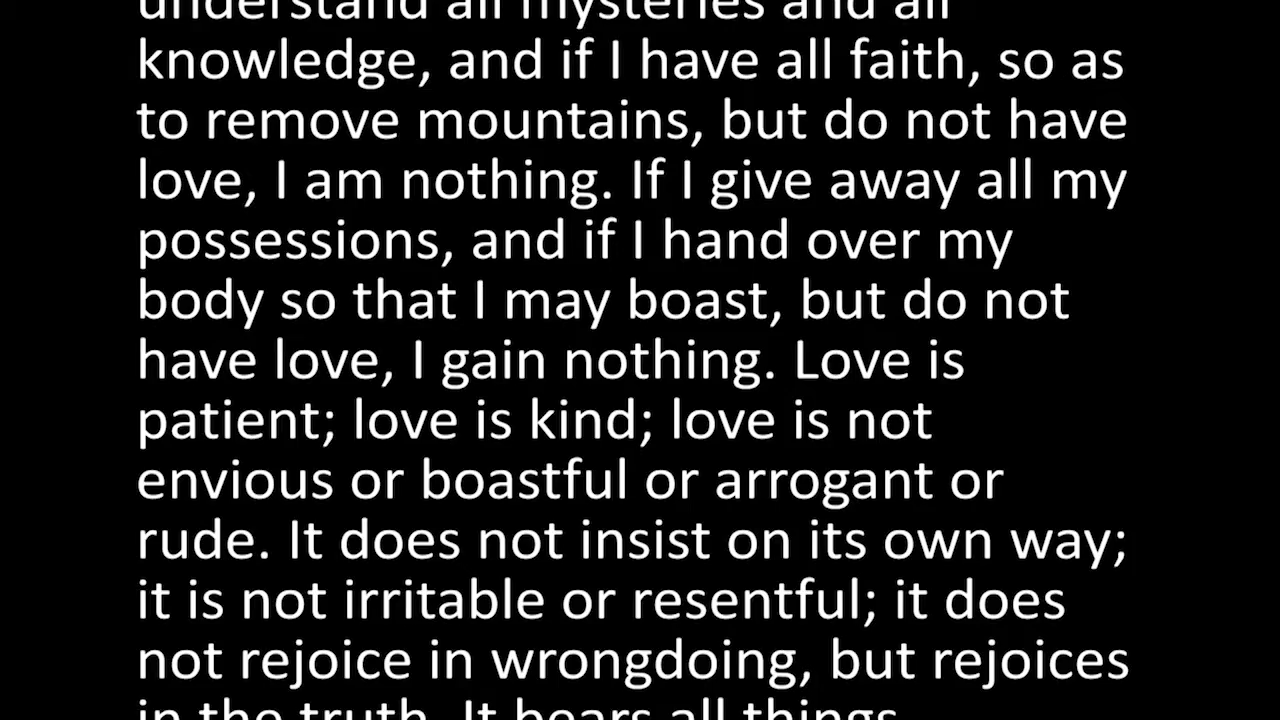 understand all mysteries and all
knowledge, and if I have all faith, so as
to remove mountains, but do not have
love, I am nothing. If I give away all my
possessions, and if I hand over my
body so that I may boast, but do not
have love, I gain nothing. Love is
patient; love is kind; love is not
envious or boastful or arrogant or
rude. It does not insist on its own way;
it is not irritable or resentful; it does
not rejoice in wrongdoing, but rejoices
in the truth. It bears all things,